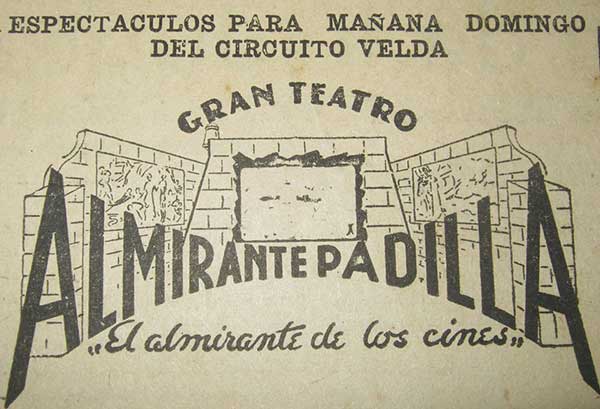 ESPECTACULOS PARA MAÑANA DOMINGO
DEL CIRCUITO VELDA
GRAN TEATRO
ALMIRANTE PADILLA
„El almirante de los cines„